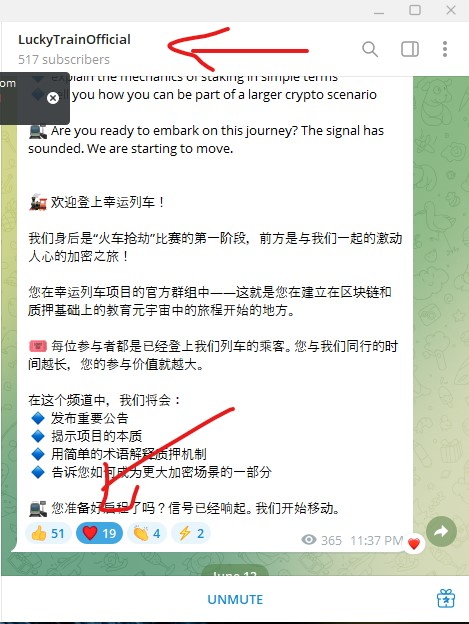 LuckyTrainOfficial
517 subscribers
om
explain the mechanics of staking in simple terms
you how you can be part of a larger crypto scenario
Are you ready to embark on this journey? The signal has
sounded. We are starting to move.
欢迎登上幸运列车！
我们身后是“火车抢劫”比赛的第一阶段，前方是与我们一起的激动
人心的加密之旅！
您在幸运列车项目的官方群组中——这就是您在建立在区块链和
质押基础上的教育元宇宙中的旅程开始的地方。
每位参与者都是已经登上我们列车的乘客。您与我们同行的时
间越长，您的参与价值就越大。
在这个频道中，我们将会：
发布重要公告
揭示项目的本质
用简单的术语解释质押机制
告诉您如何成为更大加密场景的一部分
您准备好启程了吗？信号已经响起。我们开始移动。
51 19 4 2 365 11:37 PM
June 12
UNMUTE